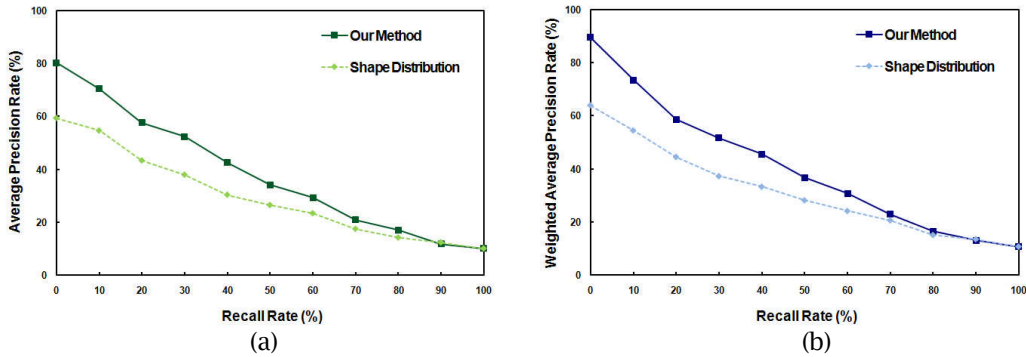 100
80
60
40
20
0
Average Precision Rate (%)
Our Method
Shape Distribution
0 10 20 30 40 50 60 70 80 90 100
Recall Rate (%)
(a)
100
80
60
40
20
0
Weighted Average Precision Rate (%)
Our Method
Shape Distribution
0 10 20 30 40 50 60 70 80 90 100
Recall Rate (%)
(b)